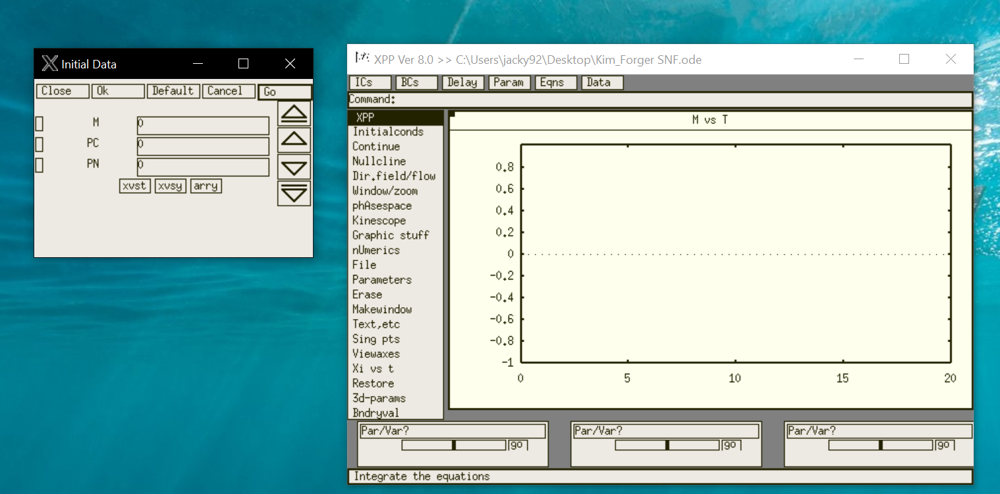 Initial Data
Close Ok Default Cancel Go
M 0
PC 0
PN 0
xvst xvsy arry
XPP Ver 8.0 >> C:\Users\jacky92\Desktop\Kim_Forger SNF.ode
ICs BCs Delay Param Eqns Data
Command:
XPP
Initialconds
Continue
Nullcline
Dir.field/flow
Window/zoom
phAsespace
Kinescope
Graphic stuff
nUmerics
File
Parameters
Erase
Makewindow
Text,etc
Sing pts
Viewaxes
Xi vs t
Restore
3d-params
Bndryval
M vs T
0.8
0.6
0.4
0.2
0
-0.2
-0.4
-0.6
-0.8
-1
0 5 10 15 20
Par/Var? Par/Var? Par/Var?
go go go
Integrate the equations